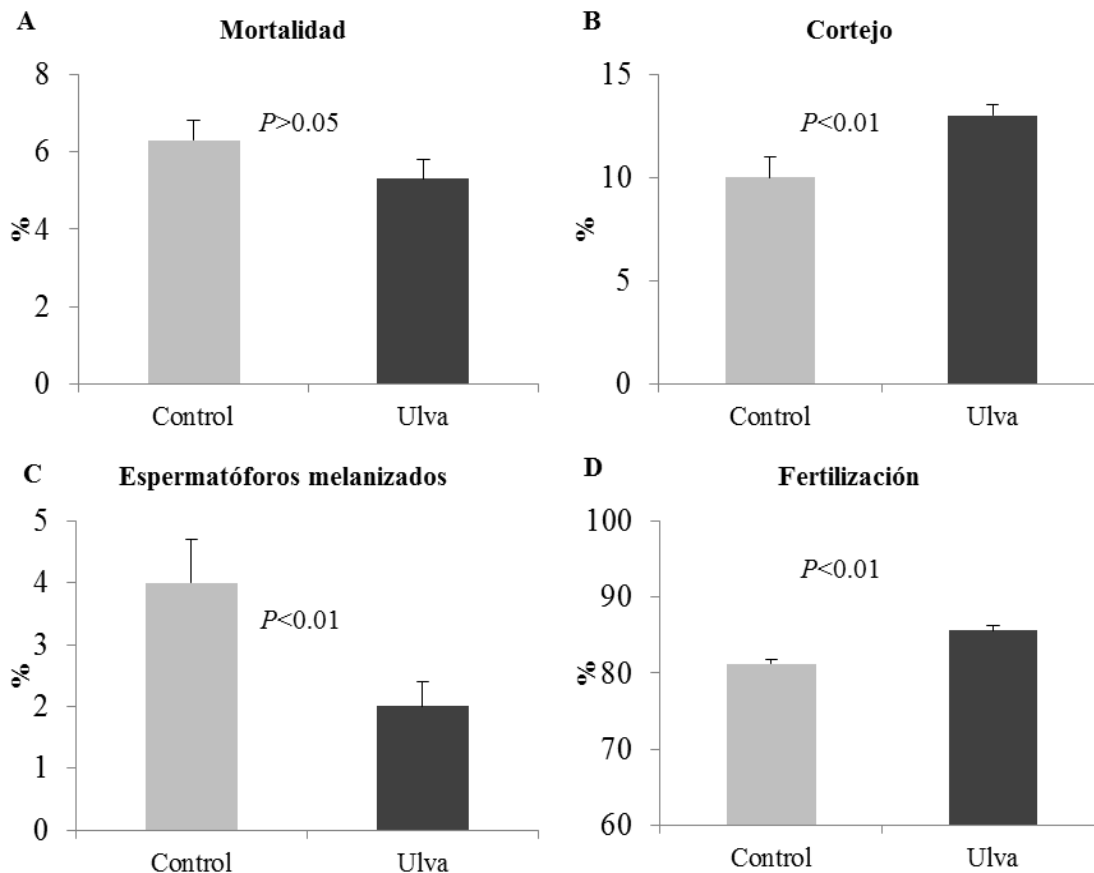 A
Mortalidad
8
6
4
2
0
%
P>0.05
Control
Ulva
B
Cortejo
15
10
5
0
%
P<0.01
Control
Ulva
C
Espermatóforos melanizados
5
4
3
2
1
0
%
P<0.01
Control
Ulva
D
Fertilización
100
90
80
70
60
%
P<0.01
Control
Ulva